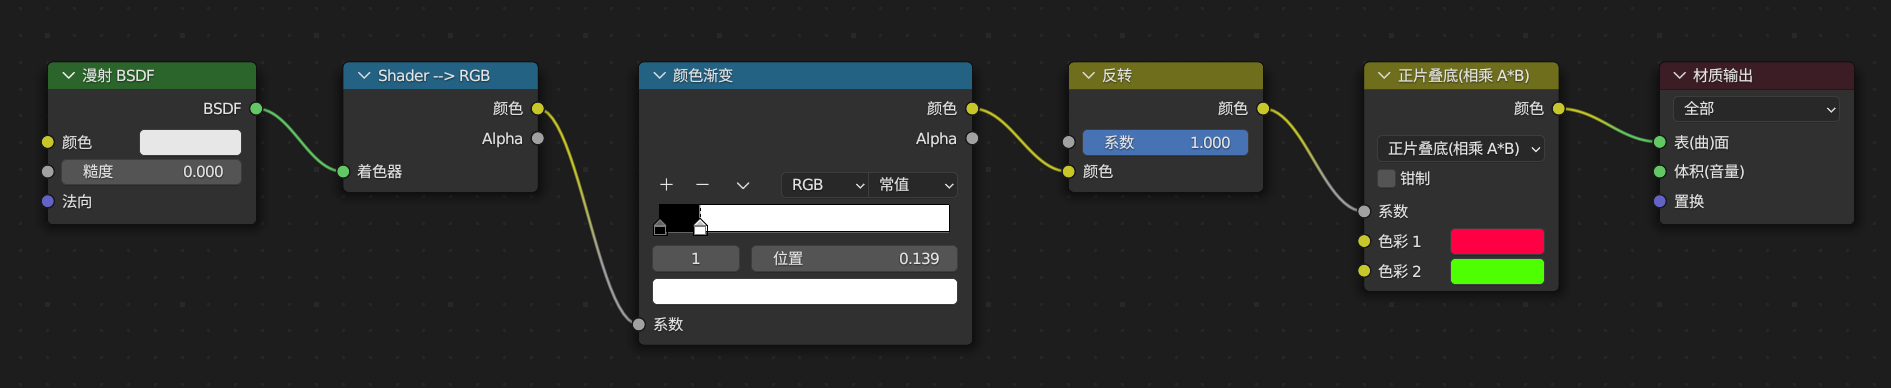 漫射 BSDF
BSDF
颜色
糙度 0.000
法向
Shader --> RGB
颜色
Alpha
着色器
颜色渐变
颜色
Alpha
RGB 常值
1 位置 0.139
系数
反转
颜色
系数 1.000
颜色
正片叠底(相乘 A*B)
颜色
正片叠底(相乘 A*B)
钳制
系数
色彩 1
色彩 2
材质输出
全部
表(曲)面
体积(音量)
置换